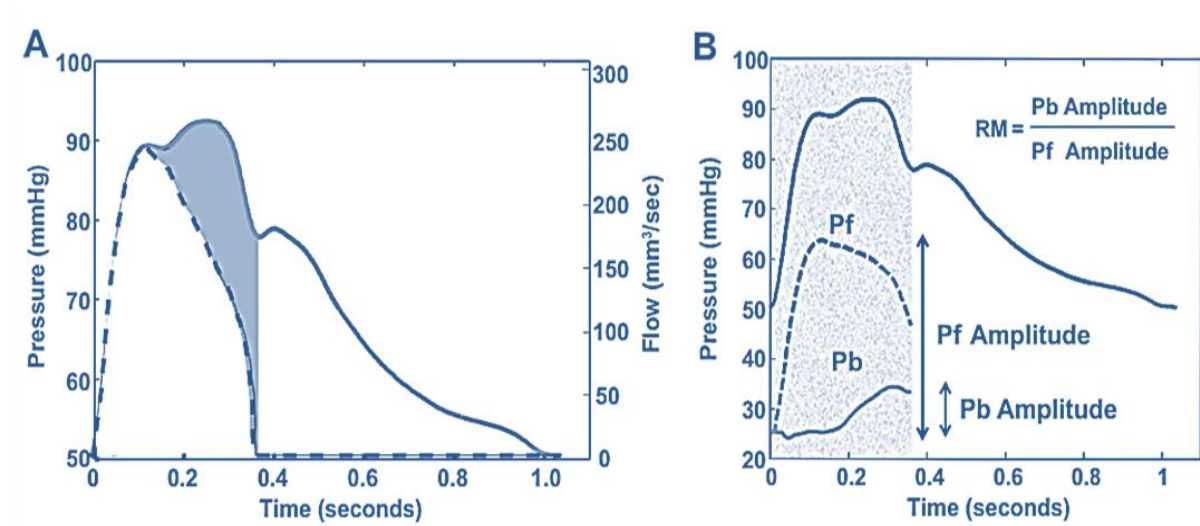 A
100
90
80
70
60
50
Pressure (mmHg)
0
0.2
0.4
0.6
0.8
1.0
Time (seconds)
300
250
200
150
100
50
0
Flow (mm³/sec)
B
100
90
80
70
60
50
40
30
20
Pressure (mmHg)
0
0.2
0.4
0.6
0.8
1
Time (seconds)
RM = Pb Amplitude
Pf Amplitude
Pf
Pb
Pf Amplitude
Pb Amplitude